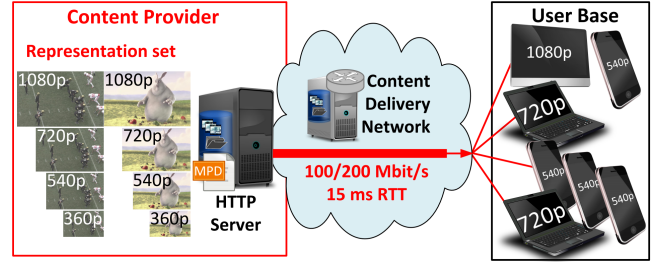 Content Provider
Representation set
1080p
1080p
720p
720p
540p
540p
360p
360p
MPD
HTTP
Server
Content
Delivery
Network
100/200 Mbit/s
15 ms RTT
User Base
1080p
540p
720p
540p
540p
540p
720p